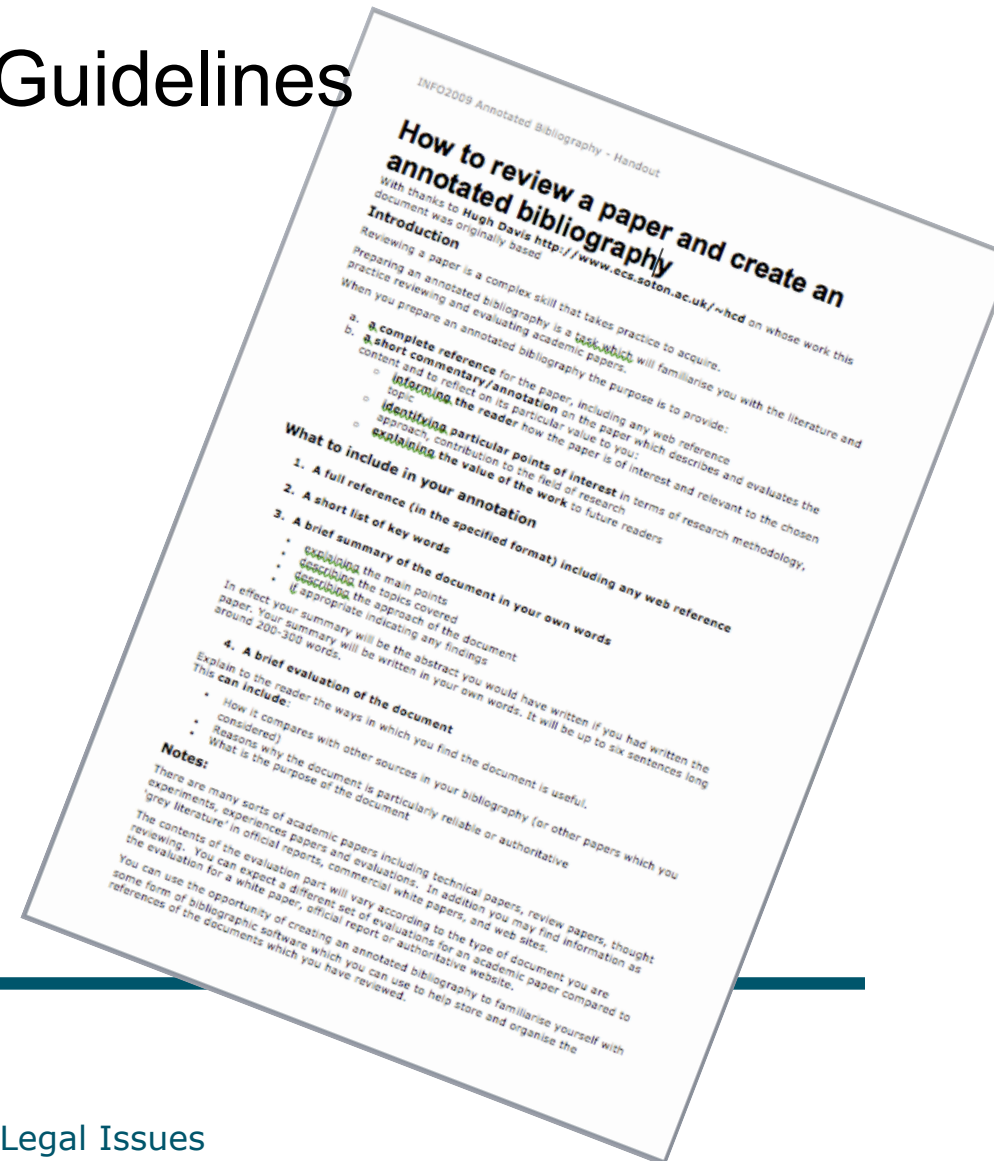 Guidelines
INFO2009 Annotated Bibliography - Handout
How to review a paper and create an
annotated bibliography
With thanks to Hugh Davis http://www.ecs.soton.ac.uk/~hcd on whose work this
document was originally based
Introduction
Reviewing a paper is a complex skill that takes practice to acquire.
Preparing an annotated bibliography is a task which will familiarise you with the literature and
practice reviewing and evaluating academic papers.
When you prepare an annotated bibliography the purpose is to provide:
a. a complete reference for the paper, including any web reference
b. a short commentary/annotation on the paper which describes and evaluates the
content and to reflect on its particular value to you:
○ informing the reader how the paper is of interest and relevant to the chosen
topic
○ identifying particular points of interest in terms of research methodology,
approach, contribution to the field of research
○ explaining the value of the work to future readers
What to include in your annotation
1. A full reference (in the specified format) including any web reference
2. A short list of key words
3. A brief summary of the document in your own words
• explaining the main points
• describing the topics covered
• describing the approach of the document
• if appropriate indicating any findings
In effect your summary will be the abstract you would have written if you had written the
paper. Your summary will be written in your own words. It will be up to six sentences long
around 200-300 words.
4. A brief evaluation of the document
Explain to the reader the ways in which you find the document is useful.
This can include:
• How it compares with other sources in your bibliography (or other papers which you
considered)
• Reasons why the document is particularly reliable or authoritative
• What is the purpose of the document
Notes:
There are many sorts of academic papers including technical papers, review papers, thought
experiments, experiences papers and evaluations. In addition you may find information as
'grey literature' in official reports, commercial white papers, and web sites.
The contents of the evaluation part will vary according to the type of document you are
reviewing. You can expect a different set of evaluations for an academic paper compared to
the evaluation for a white paper, official report or authoritative website.
You can use the opportunity of creating an annotated bibliography to familiarise yourself with
some form of bibliographic software which you can use to help store and organise the
references of the documents which you have reviewed.
Legal Issues